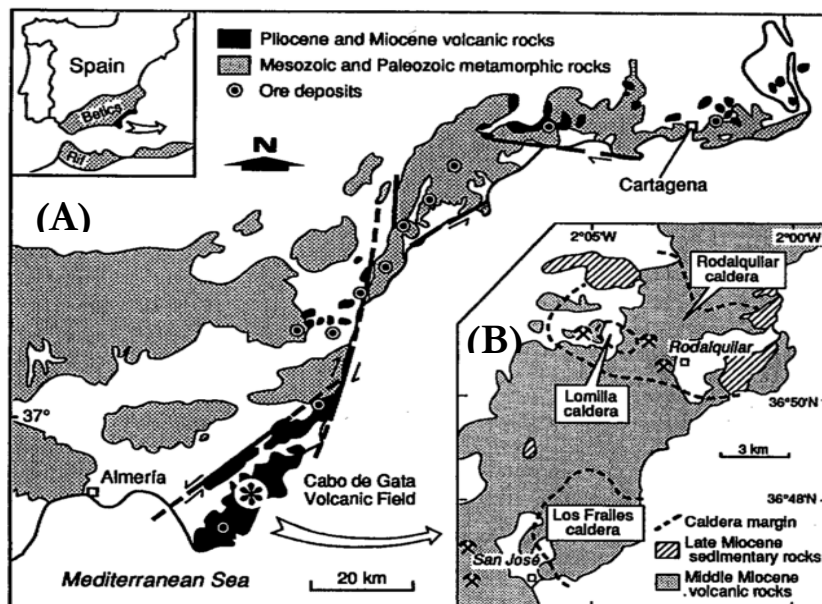 Spain
Betics
Rif
Pliocene and Miocene volcanic rocks
Mesozoic and Paleozoic metamorphic rocks
Ore deposits
N
(A)
Cartagena
37°
Almería
Cabo de Gata
Volcanic Field
Mediterranean Sea
20 km
2°05'W
2°00'W
Rodalquilar
caldera
(B)
Rodalquilar
Lomilla
caldera
36°50'N
3 km
36°48'N
Los Frailes
caldera
San José
Caldera margin
Late Miocene
sedimentary rocks
Middle Miocene
volcanic rocks